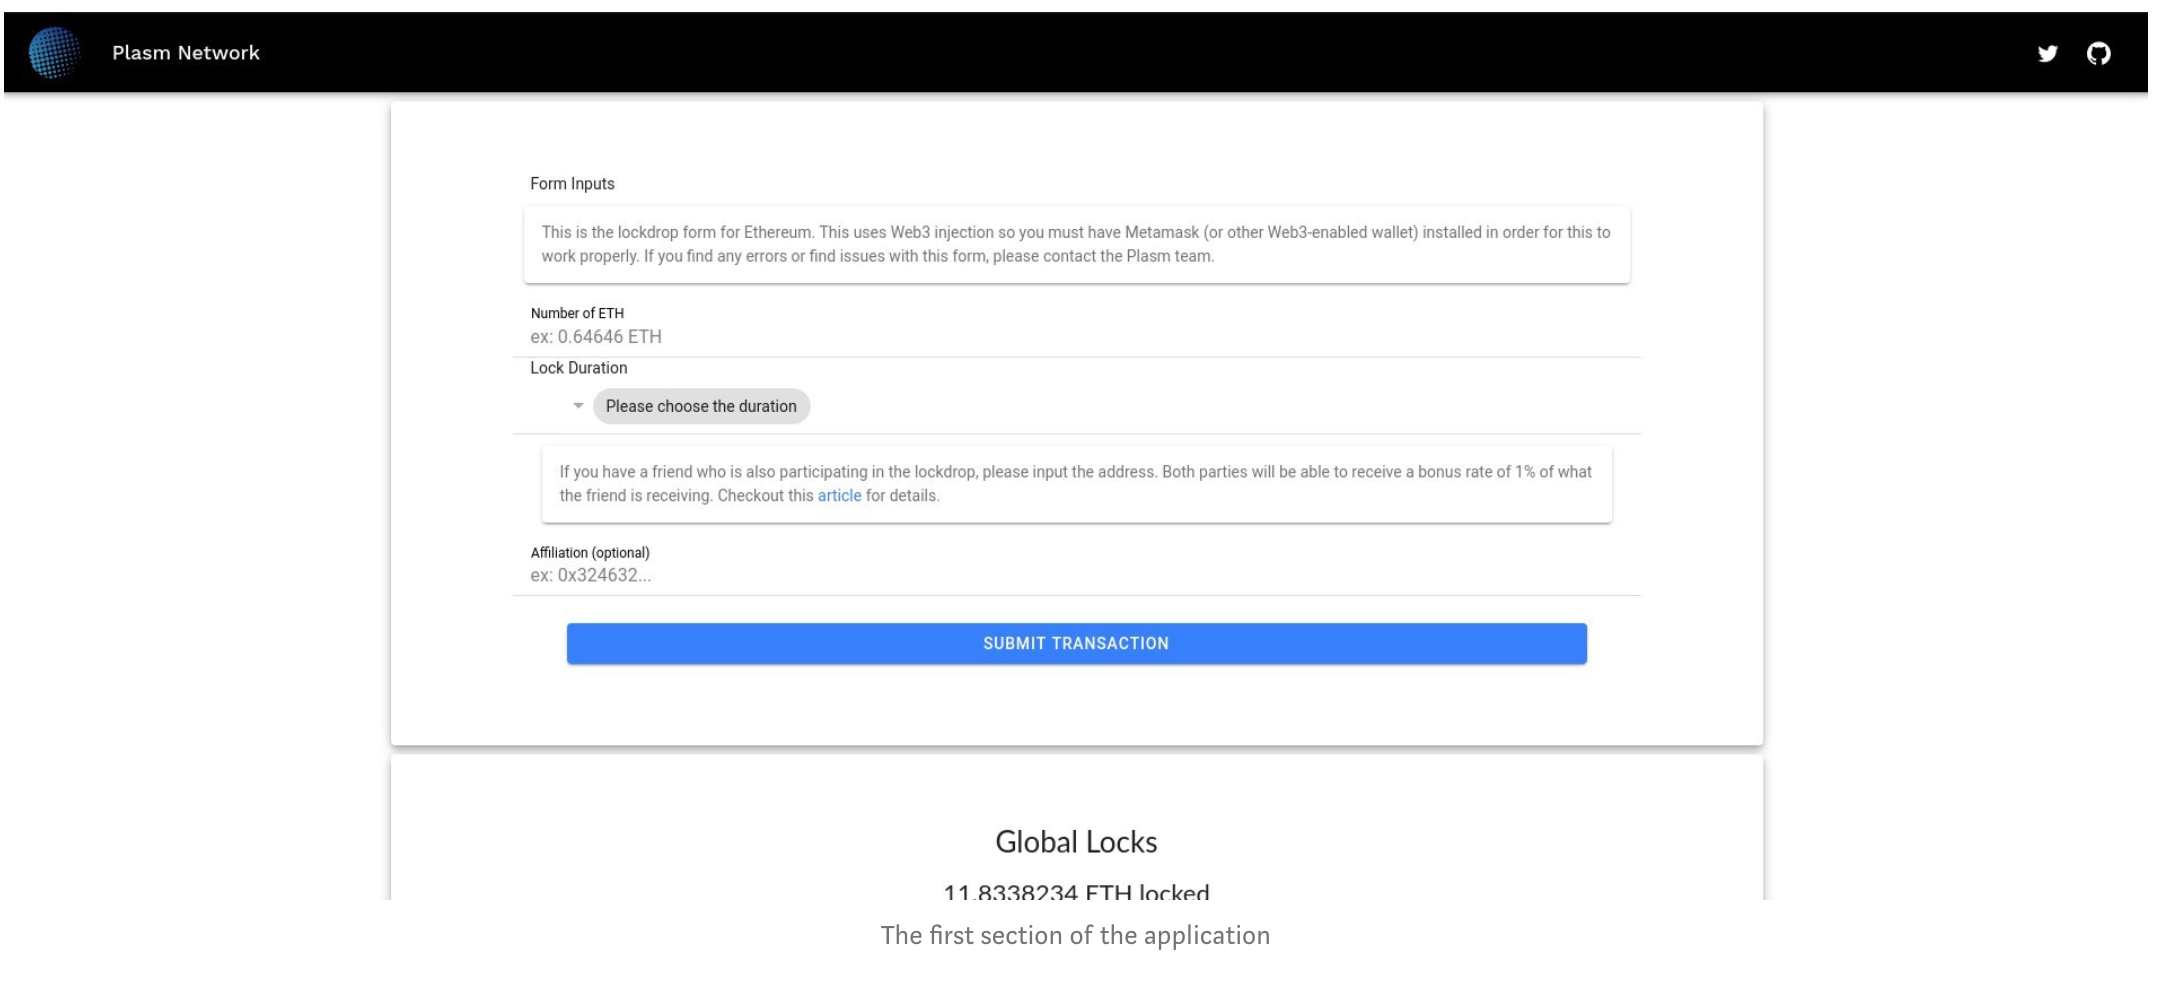 Plasm Network
Form Inputs
This is the lockdrop form for Ethereum. This uses Web3 injection so you must have Metamask (or other Web3-enabled wallet) installed in order for this to
work properly. If you find any errors or find issues with this form, please contact the Plasm team.
Number of ETH
ex: 0.64646 ETH
Lock Duration
Please choose the duration
If you have a friend who is also participating in the lockdrop, please input the address. Both parties will be able to receive a bonus rate of 1% of what
the friend is receiving. Checkout this article for details.
Affiliation (optional)
ex: 0x324632...
SUBMIT TRANSACTION
Global Locks
11.8338234 ETH locked
The first section of the application